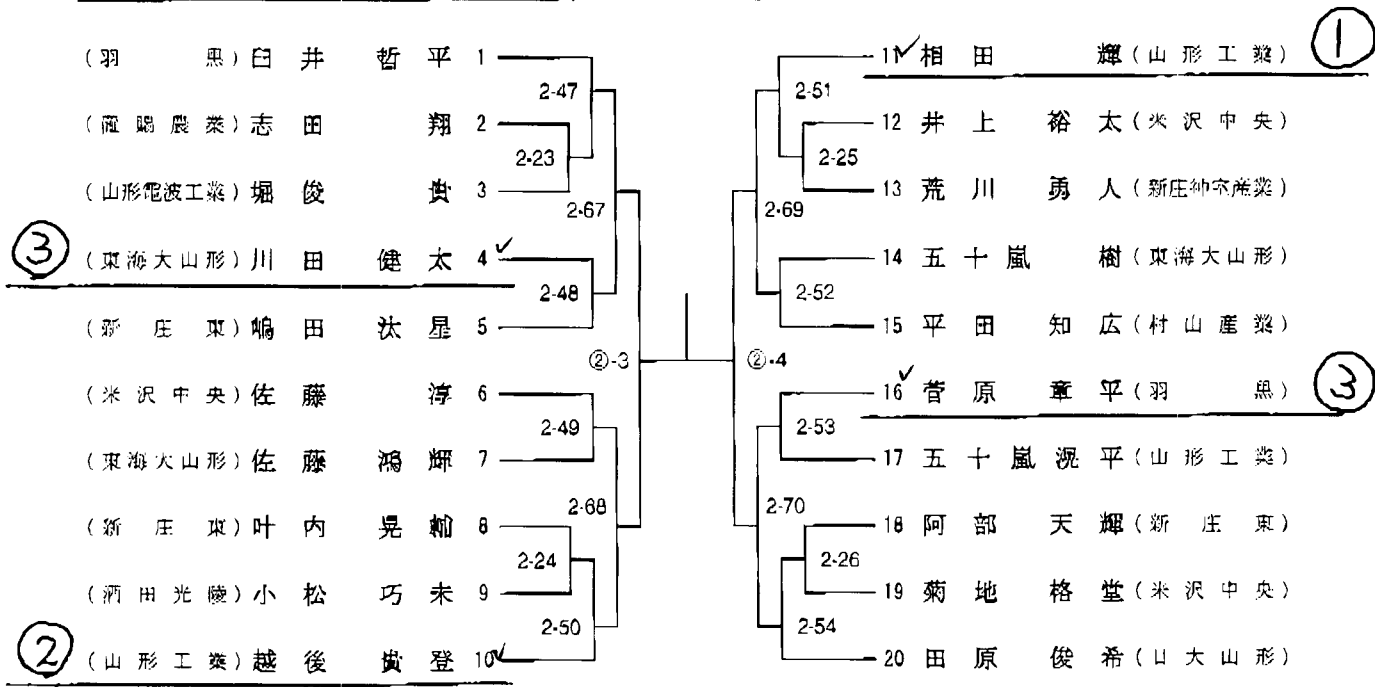 (羽黒) 臼井哲平 1
2-47
(置賜農業) 志田翔 2
2-23
(山形電波工業) 堀俊貴 3
2-67
③ (東海大山形) 川田健太 4 ✓
2-48
(新庄東) 嶋田汰星 5
②-3
(米沢中央) 佐藤淳 6
2-49
(東海大山形) 佐藤鴻輝 7
2-68
(新庄東) 叶内晃 8
2-24
(酒田光陵) 小松巧未 9
2-50
② (山形工業) 越後貴登 10 ✓
11 ✓ 相田輝 (山形工業) ①
2-51
12 井上裕太 (米沢中央)
2-25
13 荒川勇人 (新庄神室産業)
2-69
14 五十嵐樹 (東海大山形)
2-52
15 平田知広 (村山産業)
②-4
16 ✓ 菅原章平 (羽黒) ③
2-53
17 五十嵐滉平 (山形工業)
2-70
18 阿部天輝 (新庄東)
2-26
19 菊地格堂 (米沢中央)
2-54
20 田原俊希 (日大山形)